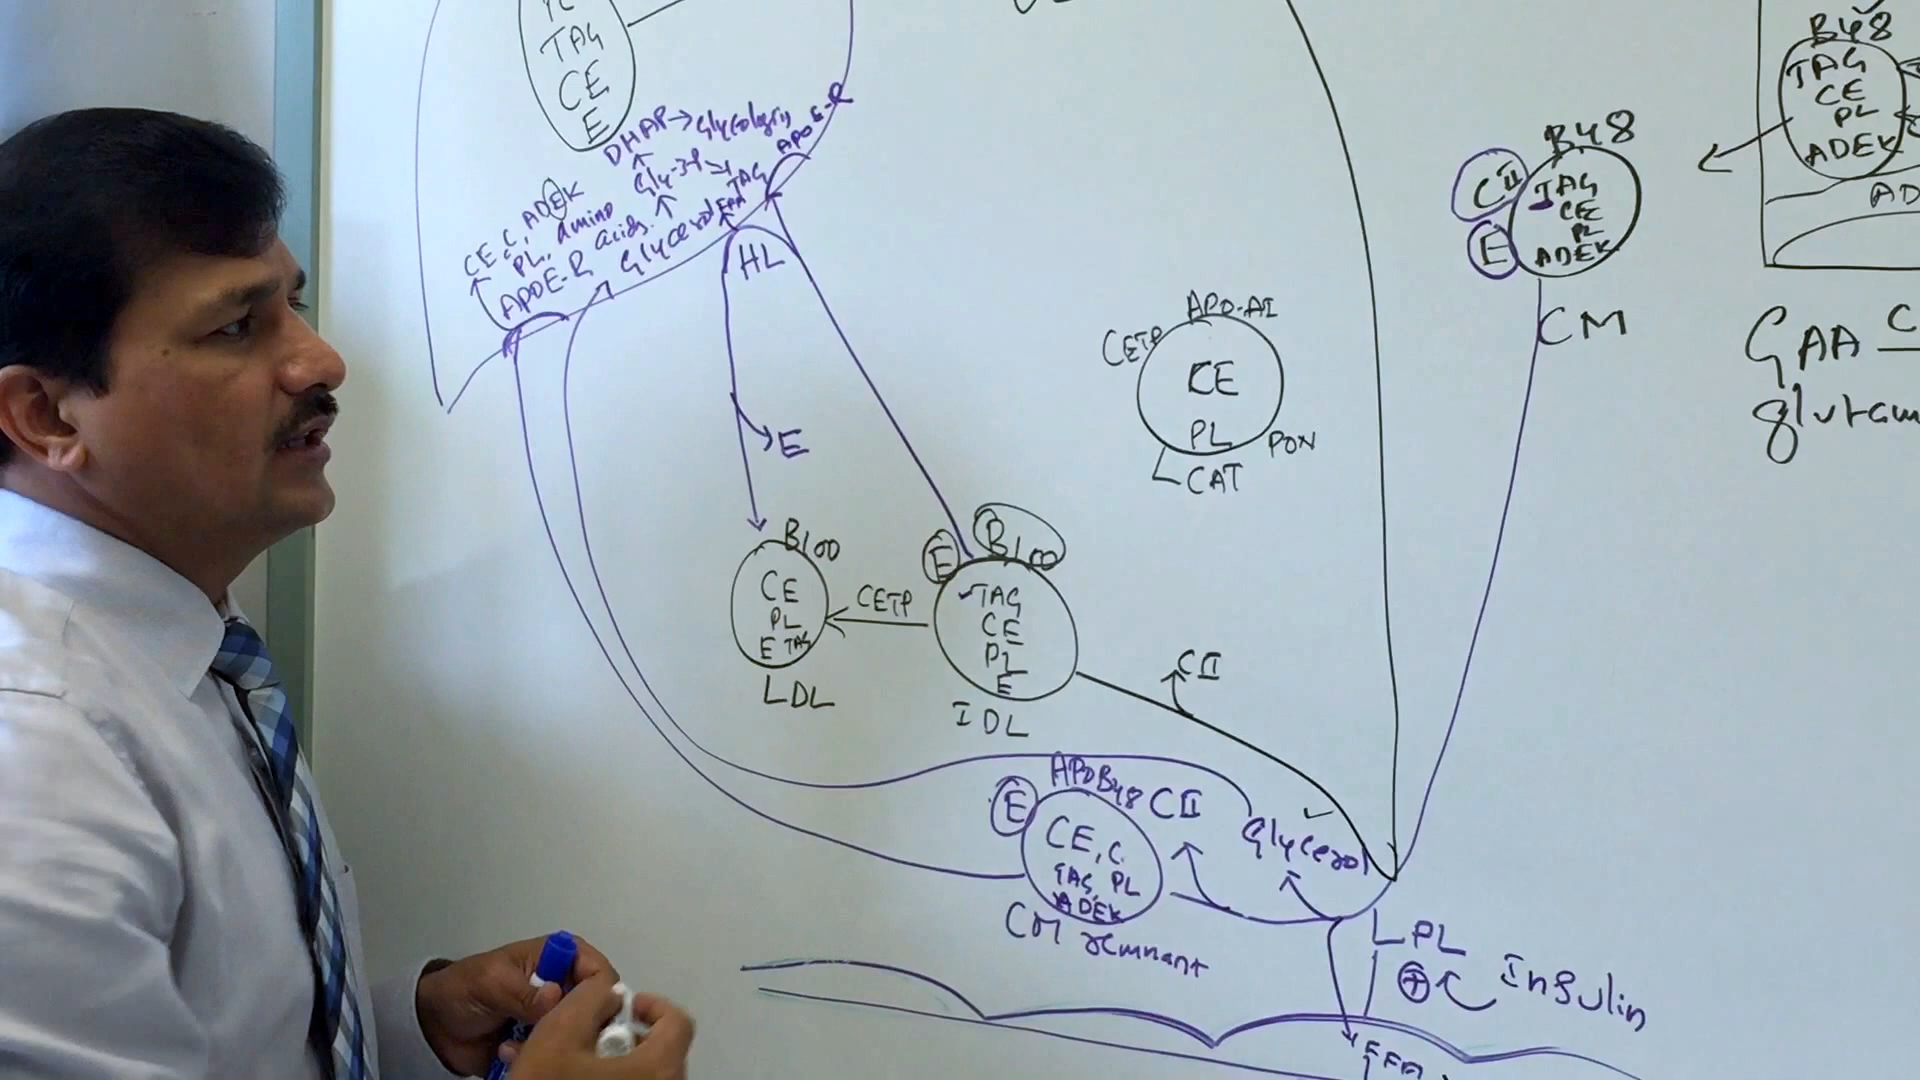 TAG
CE
E
DHAP → Glycolysis
Gly-3-P → TAG
APO E-R
CE, C, ADEK
PL, amino
acids.
APOE-R
Glycerol
FFA
HL
E
B100
CE
PL
E TAG
LDL
CETP
E
B100
TAG
CE
PL
E
IDL
CII
APO-AI
CETP
CE
PL
PON
CAT
B48
CII
E
TAG
CE
PL
ADEK
CM
B48
TAG
CE
PL
ADEK
AD
GAA C
glutam
APOB48
E
CII
CE, C.
TAG, PL
ADEK
CM remnant
Glycerol
LPL
+
Insulin
FFA